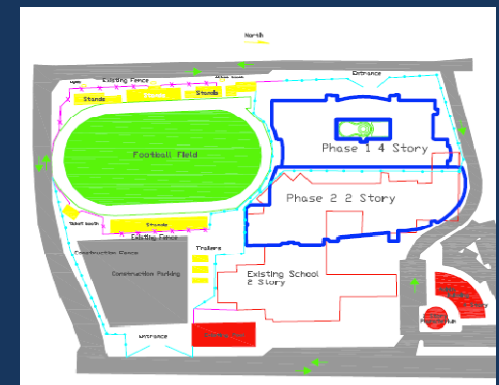 North
Existing Fence
Entrance
Stands
Stands
Football Field
Phase 1 4 Story
Phase 2 2 Story
Ticket booth
Stands
Existing Fence
Construction Fence
Trailers
Construction Parking
Existing School
2 Story
Entrance
Entrance